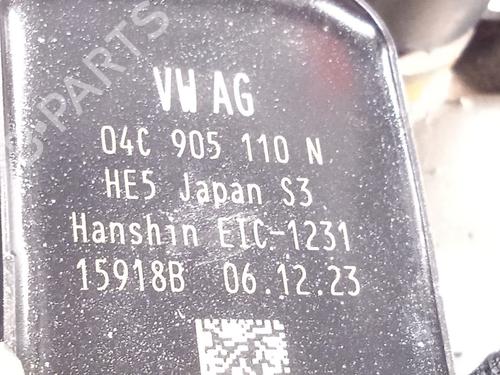 VW AG
04C 905 110 N
HE5 Japan S3
Hanshin EIC-1231
15918B 06.12.23